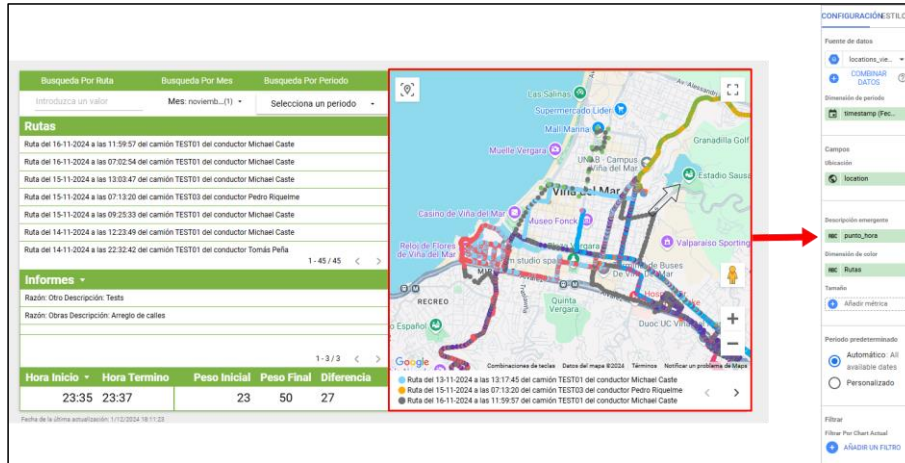 Busqueda Por Ruta Busqueda Por Mes Busqueda Por Periodo
Introduzca un valor Mes: noviemb...(1) Selecciona un periodo
Rutas
Ruta del 16-11-2024 a las 11:59:57 del camión TEST01 del conductor Michael Caste
Ruta del 16-11-2024 a las 07:02:54 del camión TEST01 del conductor Michael Caste
Ruta del 15-11-2024 a las 13:03:47 del camión TEST01 del conductor Michael Caste
Ruta del 15-11-2024 a las 07:13:20 del camión TEST03 del conductor Pedro Riquelme
Ruta del 15-11-2024 a las 09:25:33 del camión TEST01 del conductor Michael Caste
Ruta del 14-11-2024 a las 12:23:49 del camión TEST01 del conductor Michael Caste
Ruta del 14-11-2024 a las 22:32:42 del camión TEST01 del conductor Tomás Peña
1 - 45 / 45 < >
Informes
Razón: Otro Descripción: Tests
Razón: Obras Descripción: Arreglo de calles
1 - 3 / 3 < >
Hora Inicio Hora Termino Peso Inicial Peso Final Diferencia
23:35 23:37 23 50 27
Fecha de la última actualización: 1/12/2024 18:11:23
Av. Alessandri
Las Salinas
Supermercado Lider
Mall Marina
Muelle Vergara
Granadilla Golf
UNAB - Campus
Viña del Mar
Estadio Sausa
Viña del Mar
Casino de Viña del Mar
Museo Fonck
Reloj de Flores
de Viña del Mar
Valparaiso Sporting
RECREO
Quinta
Vergara
Duoc UC Viña
o Español
Google
Combinaciones de teclas Datos del mapa ©2024 Términos Notificar un problema de Maps
Ruta del 13-11-2024 a las 13:17:45 del camión TEST01 del conductor Michael Caste
Ruta del 15-11-2024 a las 07:13:20 del camión TEST01 del conductor Pedro Riquelme
Ruta del 16-11-2024 a las 11:59:57 del camión TEST01 del conductor Michael Caste
CONFIGURACIÓN ESTILO
Fuente de datos
locations_vie...
COMBINAR
DATOS
Dimensión de periodo
timestamp (Fec...
Campos
Ubicación
location
Descripción emergente
RBC punto_hora
Dimensión de color
RBC Rutas
Tamaño
Añadir métrica
Periodo predeterminado
Automático: All
available dates
Personalizado
Filtrar
Filtrar Por Chart Actual
AÑADIR UN FILTRO